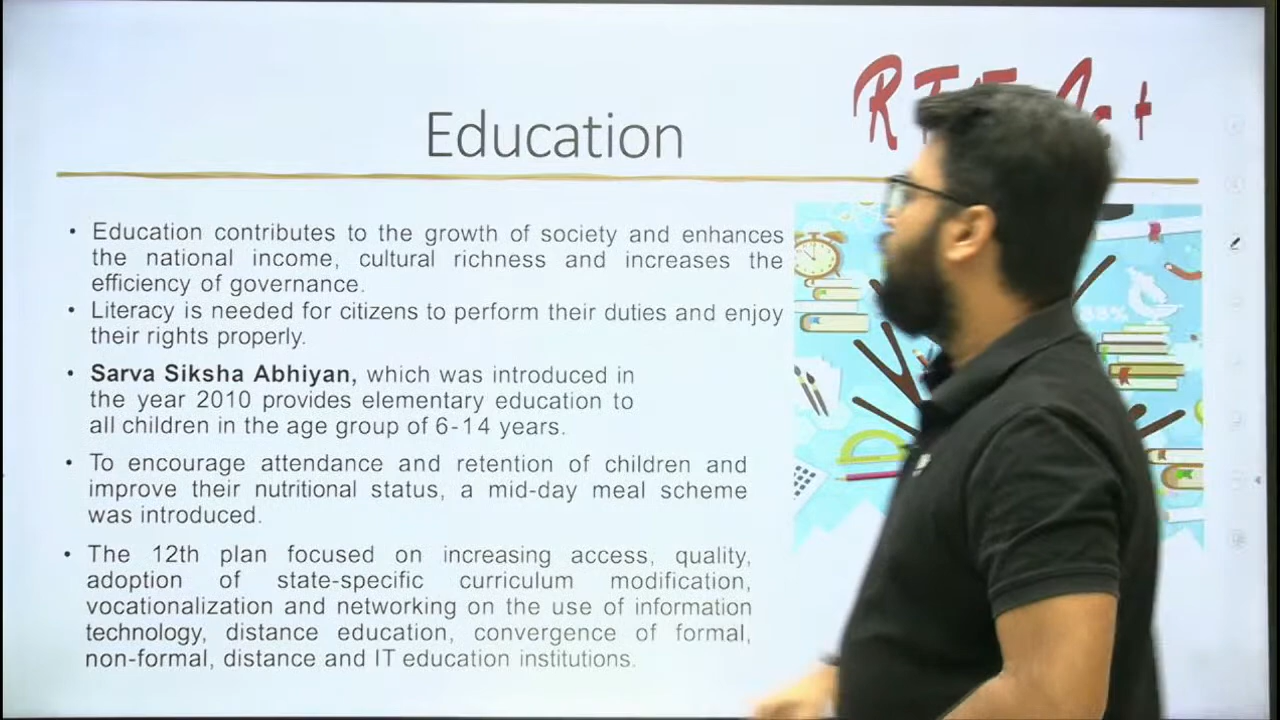 Education
• Education contributes to the growth of society and enhances
the national income, cultural richness and increases the
efficiency of governance.
• Literacy is needed for citizens to perform their duties and enjoy
their rights properly.
• Sarva Siksha Abhiyan, which was introduced in
the year 2010 provides elementary education to
all children in the age group of 6-14 years.
• To encourage attendance and retention of children and
improve their nutritional status, a mid-day meal scheme
was introduced.
• The 12th plan focused on increasing access, quality,
adoption of state-specific curriculum modification,
vocationalization and networking on the use of information
technology, distance education, convergence of formal,
non-formal, distance and IT education institutions.